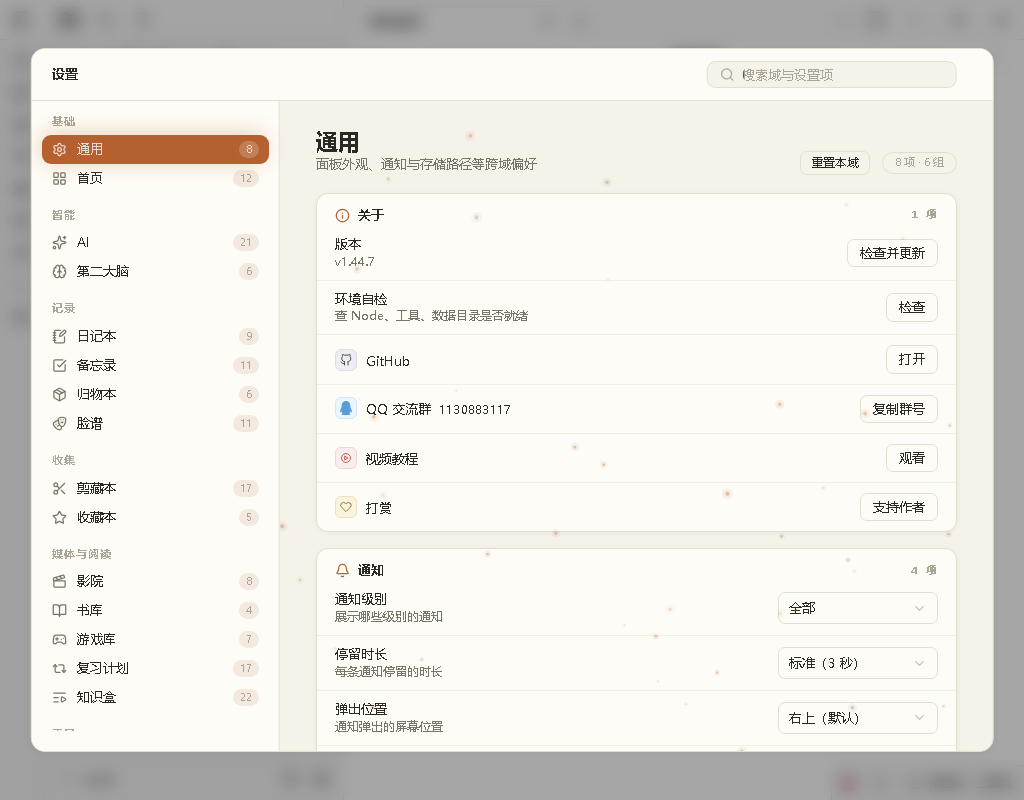 设置
搜索域与设置项
基础
通用 8
首页 12
智能
AI 21
第二大脑 6
记录
日记本 9
备忘录 11
归物本 6
脸谱 11
收集
剪藏本 17
收藏本 5
媒体与阅读
影院 8
书库 4
游戏库 7
复习计划 17
知识盒 22
通用
面板外观、通知与存储路径等跨域偏好
重置本域
8 项 · 6 组
关于
1 项
版本
v1.44.7
检查并更新
环境自检
查 Node、工具、数据目录是否就绪
检查
GitHub
打开
QQ 交流群 1130883117
复制群号
视频教程
观看
打赏
支持作者
通知
4 项
通知级别
展示哪些级别的通知
全部
停留时长
每条通知停留的时长
标准（3 秒）
弹出位置
通知弹出的屏幕位置
右上（默认）